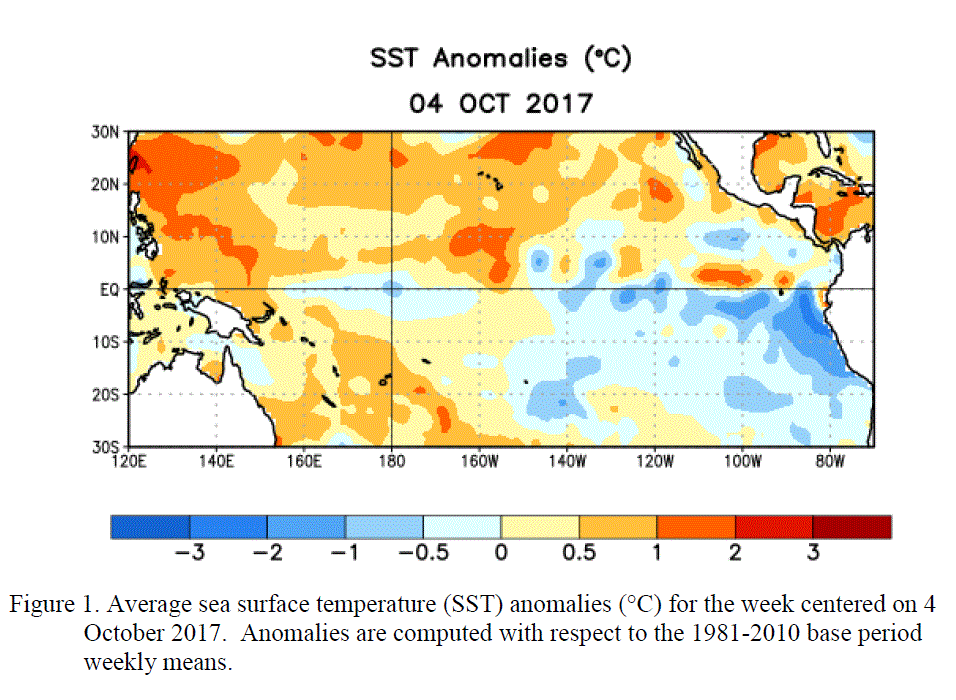 SST Anomalies (°C)
04 OCT 2017
30N
20N
10N
EQ
10S
20S
30S
120E 140E 160E 180 160W 140W 120W 100W 80W
−3 −2 −1 −0.5 0 0.5 1 2 3
Figure 1. Average sea surface temperature (SST) anomalies (°C) for the week centered on 4
October 2017.  Anomalies are computed with respect to the 1981-2010 base period
weekly means.